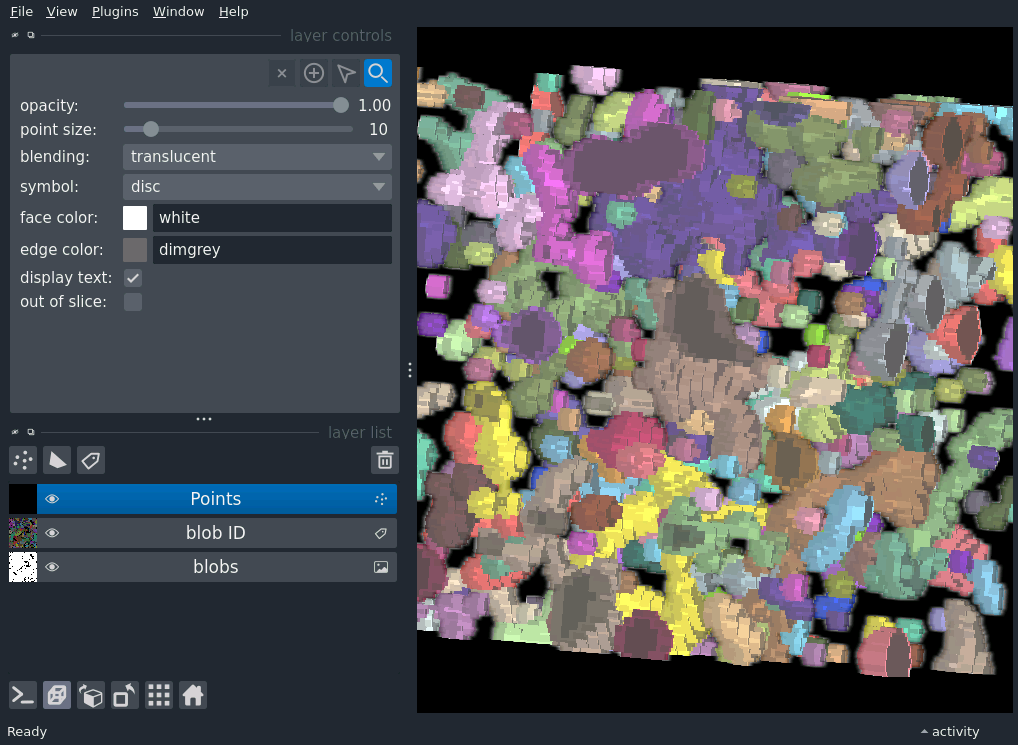 File View Plugins Window Help
layer controls
opacity: 1.00
point size: 10
blending: translucent
symbol: disc
face color: white
edge color: dimgrey
display text:
out of slice:
layer list
Points
blob ID
blobs
Ready
activity